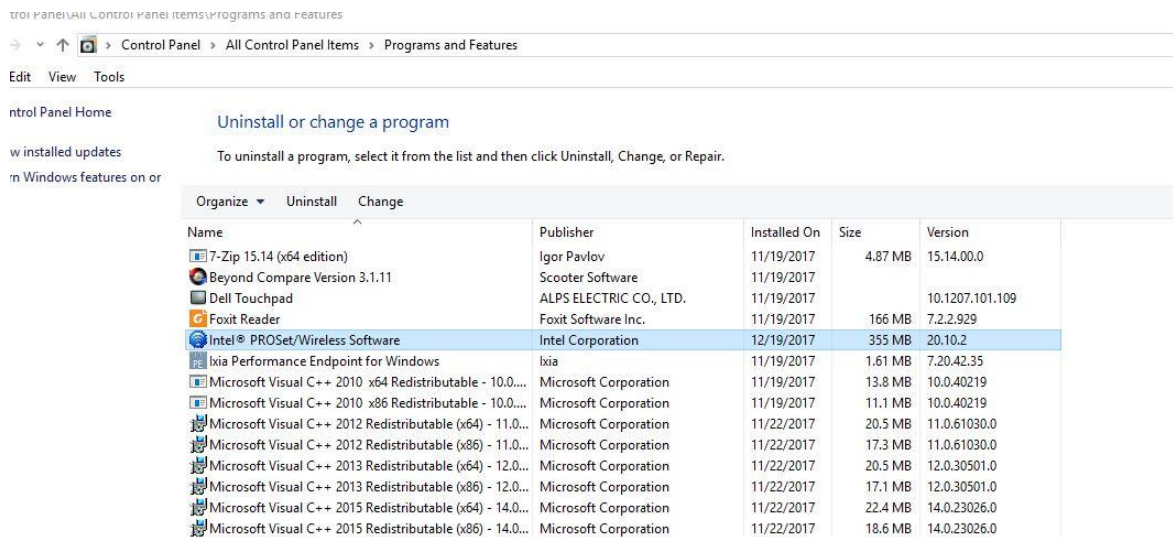 trol Panel\All Control Panel Items\Programs and Features
Control Panel > All Control Panel Items > Programs and Features
Edit View Tools
ntrol Panel Home
w installed updates
rn Windows features on or
Uninstall or change a program
To uninstall a program, select it from the list and then click Uninstall, Change, or Repair.
Organize Uninstall Change
Name Publisher Installed On Size Version
7-Zip 15.14 (x64 edition) Igor Pavlov 11/19/2017 4.87 MB 15.14.00.0
Beyond Compare Version 3.1.11 Scooter Software 11/19/2017
Dell Touchpad ALPS ELECTRIC CO., LTD. 11/19/2017 10.1207.101.109
Foxit Reader Foxit Software Inc. 11/19/2017 166 MB 7.2.2.929
Intel® PROSet/Wireless Software Intel Corporation 12/19/2017 355 MB 20.10.2
Ixia Performance Endpoint for Windows Ixia 11/19/2017 1.61 MB 7.20.42.35
Microsoft Visual C++ 2010 x64 Redistributable - 10.0.... Microsoft Corporation 11/19/2017 13.8 MB 10.0.40219
Microsoft Visual C++ 2010 x86 Redistributable - 10.0.... Microsoft Corporation 11/19/2017 11.1 MB 10.0.40219
Microsoft Visual C++ 2012 Redistributable (x64) - 11.0... Microsoft Corporation 11/22/2017 20.5 MB 11.0.61030.0
Microsoft Visual C++ 2012 Redistributable (x86) - 11.0... Microsoft Corporation 11/22/2017 17.3 MB 11.0.61030.0
Microsoft Visual C++ 2013 Redistributable (x64) - 12.0... Microsoft Corporation 11/22/2017 20.5 MB 12.0.30501.0
Microsoft Visual C++ 2013 Redistributable (x86) - 12.0... Microsoft Corporation 11/22/2017 17.1 MB 12.0.30501.0
Microsoft Visual C++ 2015 Redistributable (x64) - 14.0... Microsoft Corporation 11/22/2017 22.4 MB 14.0.23026.0
Microsoft Visual C++ 2015 Redistributable (x86) - 14.0... Microsoft Corporation 11/22/2017 18.6 MB 14.0.23026.0